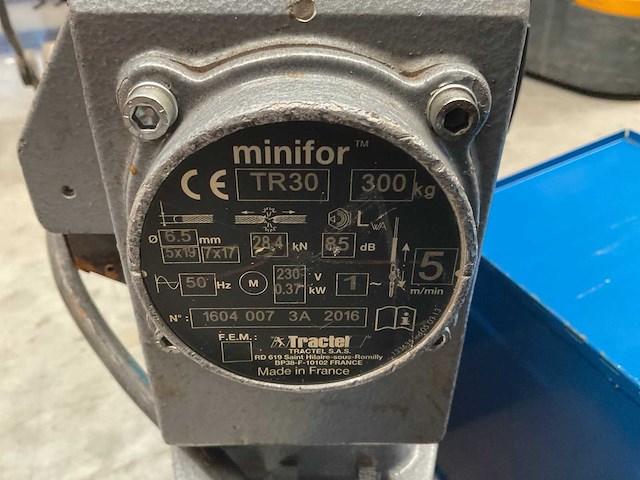 minifor™
CE TR30 300 kg
Ø 6.5 mm 28.4 kN 85 dB LWA
5x19 7x17
50 Hz M 230 V 1~ 5
0.37 kW m/min
N°: 1604 007 3A 2016 i
F.E.M.: Tractel
TRACTEL S.A.S.
RD 619 Saint Hilaire-sous-Romilly
BP38-F-10102 FRANCE
Made in France